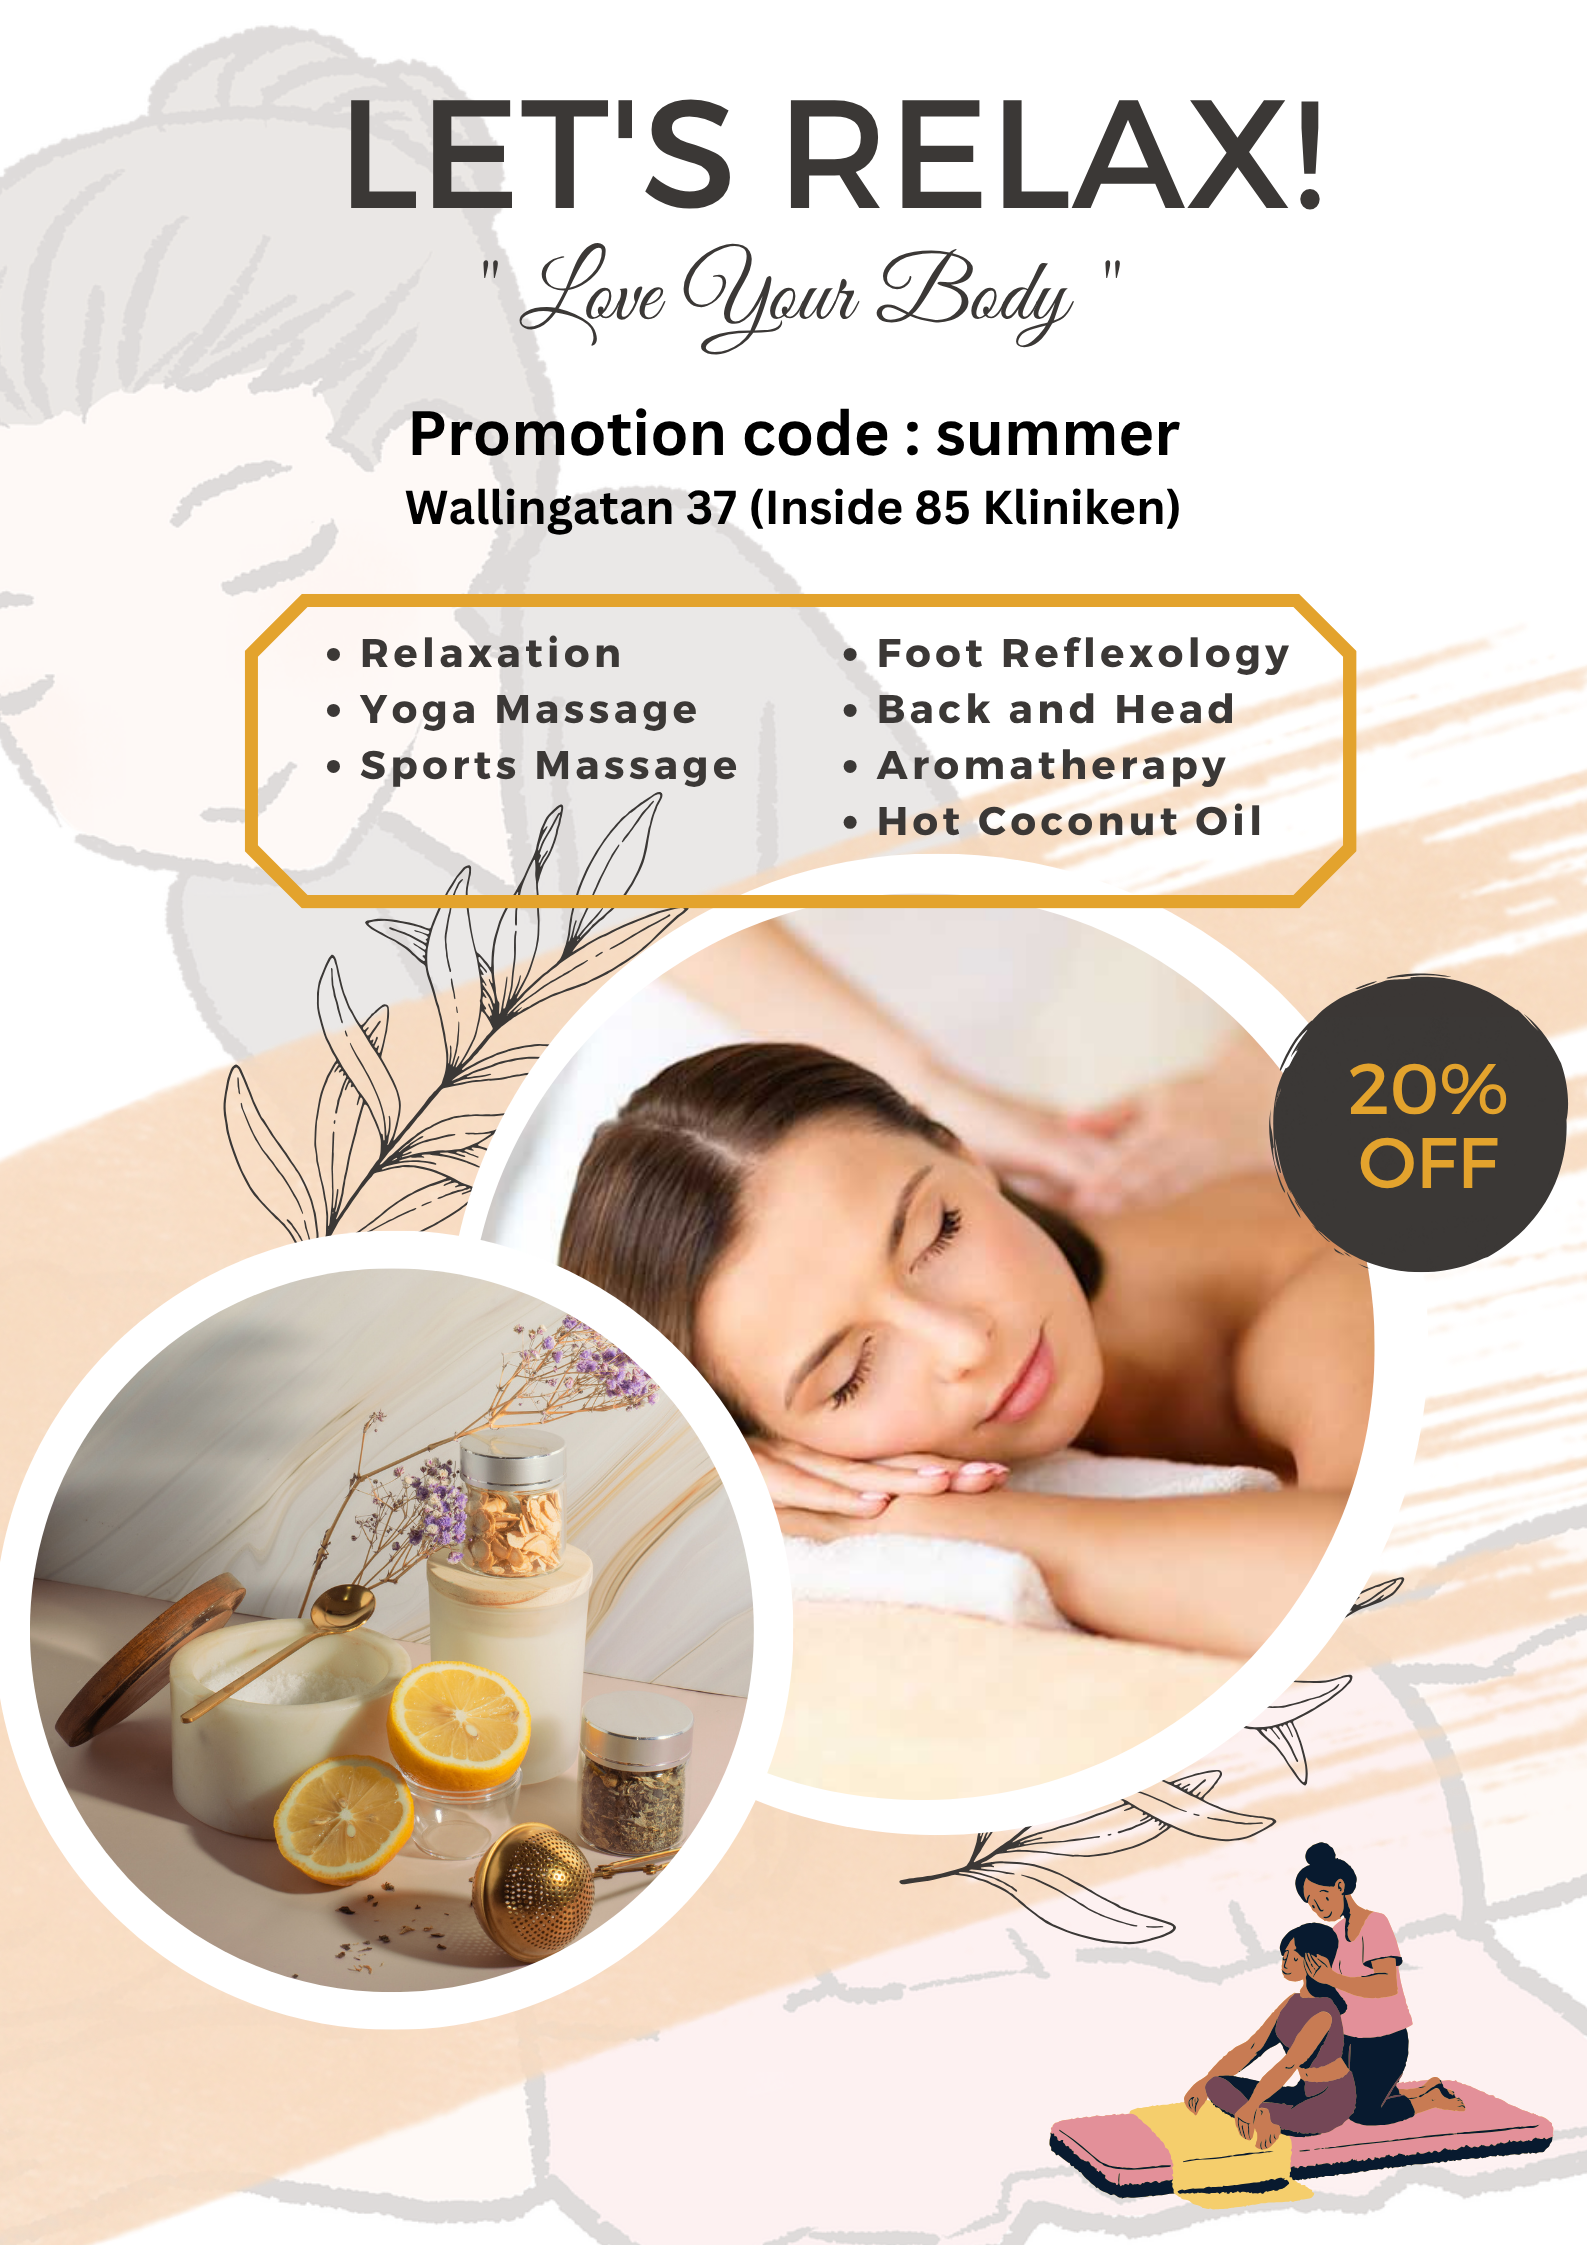 LET'S RELAX!
" Love Your Body "
Promotion code : summer
Wallingatan 37 (Inside 85 Kliniken)
• Relaxation
• Yoga Massage
• Sports Massage
• Foot Reflexology
• Back and Head
• Aromatherapy
• Hot Coconut Oil
20%
OFF